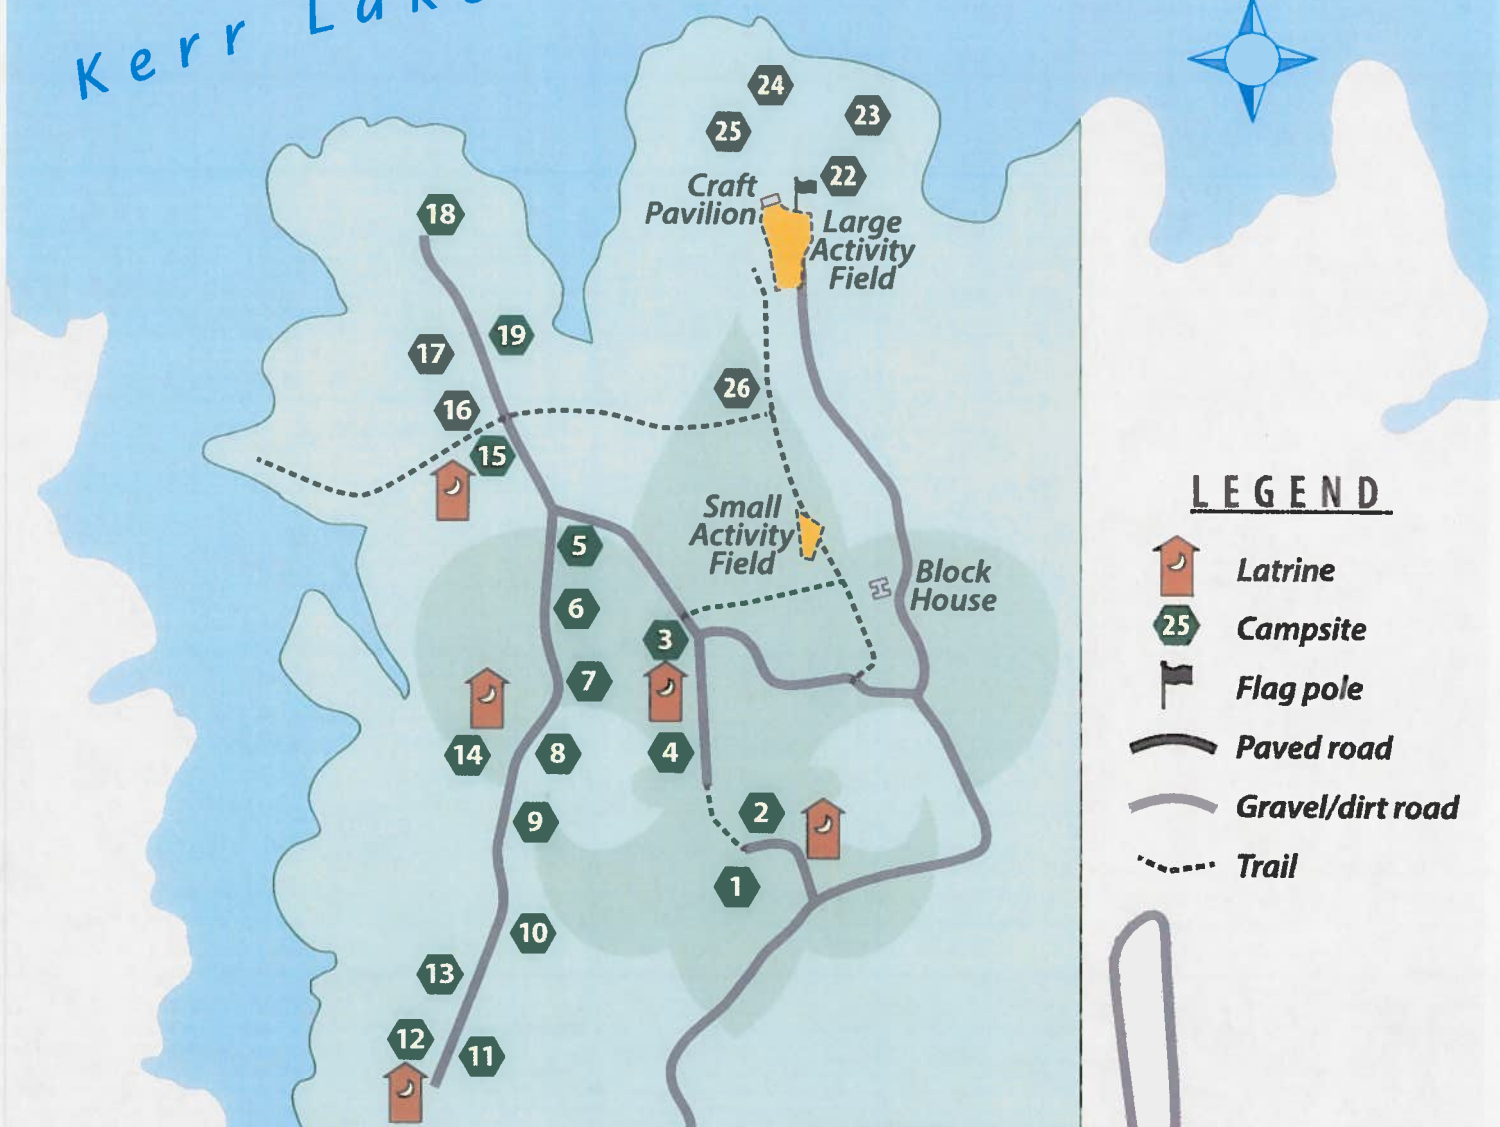 Kerr Lake
24
23
25
22
Craft
Pavilion
Large
Activity
Field
18
19
17
26
16
15
Small
Activity
Field
5
Block
House
6
3
7
14
8
4
2
9
1
10
13
12
11
LEGEND
Latrine
25 Campsite
Flag pole
Paved road
Gravel/dirt road
Trail